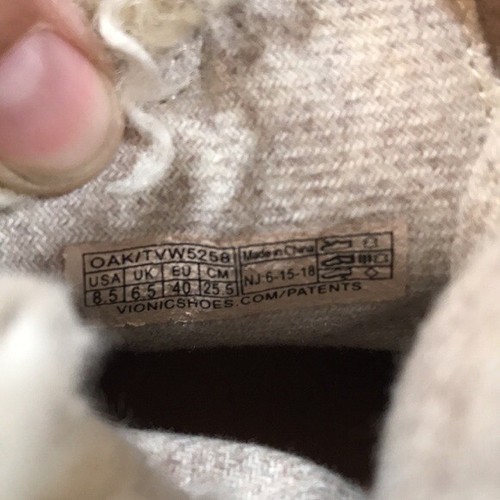 OAK/TVW5258 Made in China
USA UK EU CM NJ·6-15-18
8.5 6.5 40 25.5
VIONICSHOES.COM/PATENTS